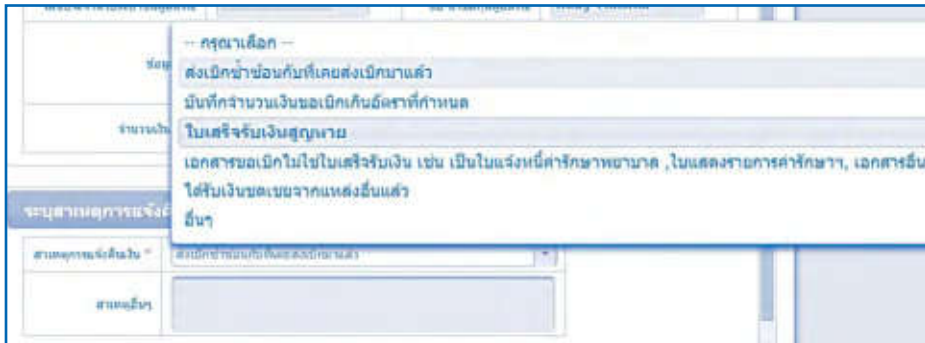 -- กรุณาเลือก --
ส่งเบิกซ้ำซ้อนกับที่เคยส่งเบิกมาแล้ว
บันทึกจำนวนเงินขอเบิกเกินอัตราที่กำหนด
ใบเสร็จรับเงินสูญหาย
เอกสารขอเบิกไม่ใช่ใบเสร็จรับเงิน เช่น เป็นใบแจ้งหนี้ค่ารักษาพยาบาล ,ใบแสดงรายการค่ารักษาฯ, เอกสารอื่น
ได้รับเงินชดเชยจากแหล่งอื่นแล้ว
อื่นๆ
ระบุสาเหตุการแจ้ง
สาเหตุการแจ้งคืนเงิน * ส่งเบิกซ้ำซ้อนกับที่เคยส่งเบิกมาแล้ว
สาเหตุอื่นๆ